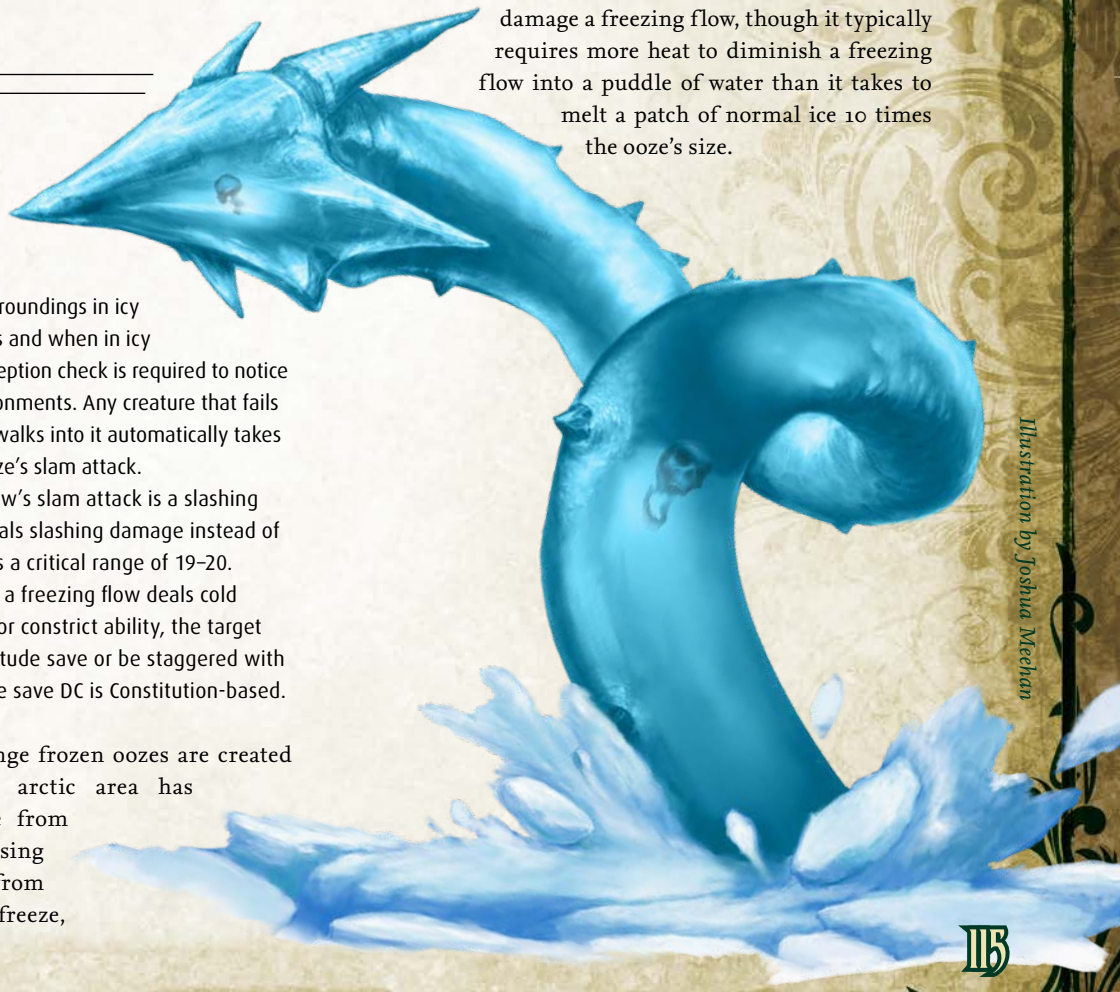 roundings in icy
s and when in icy
eption check is required to notice
onments. Any creature that fails
walks into it automatically takes
ze's slam attack.
w's slam attack is a slashing
als slashing damage instead of
s a critical range of 19–20.
a freezing flow deals cold
or constrict ability, the target
itude save or be staggered with
e save DC is Constitution-based.
nge frozen oozes are created
arctic area has
from
sing
from
freeze,
damage a freezing flow, though it typically
requires more heat to diminish a freezing
flow into a puddle of water than it takes to
melt a patch of normal ice 10 times
the ooze's size.
Illustration by Joshua Meehan
115